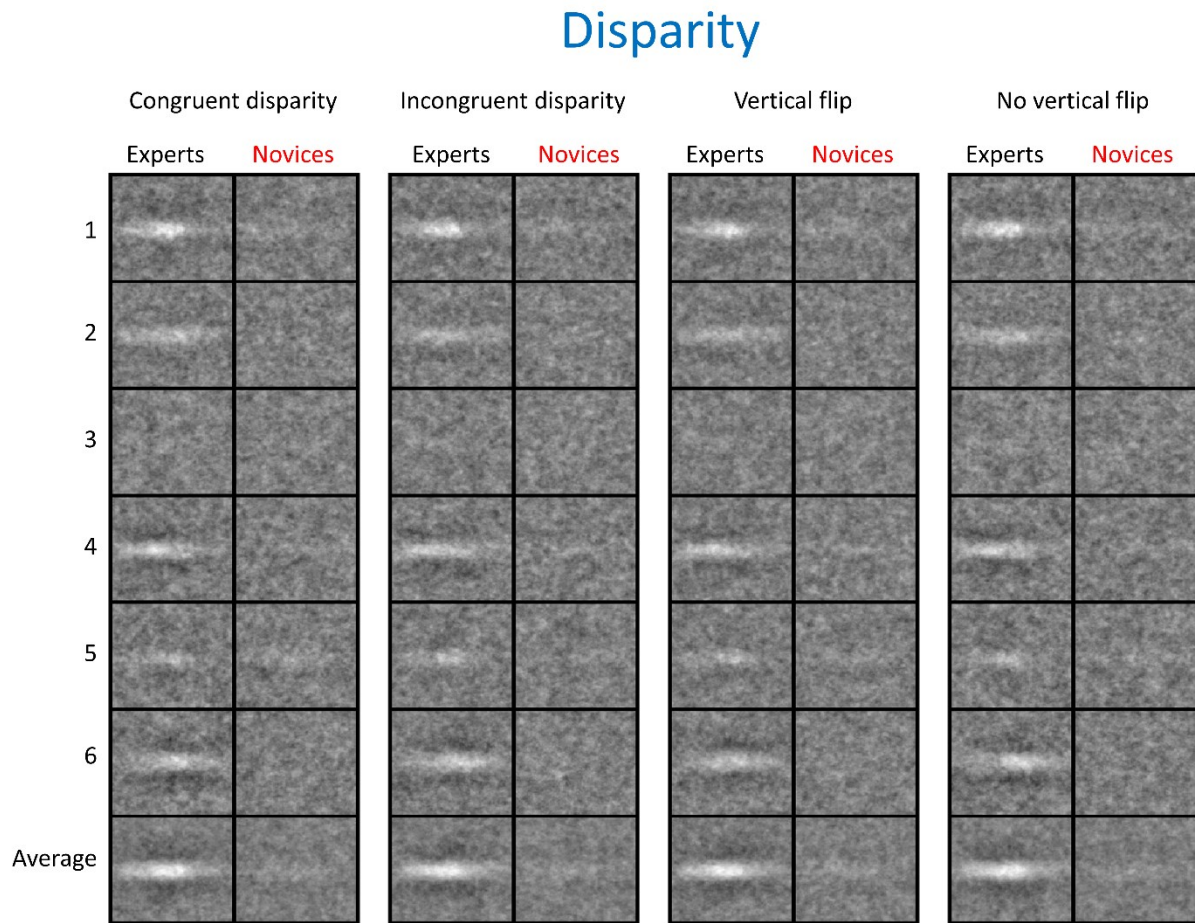 Disparity
Congruent disparity Incongruent disparity Vertical flip No vertical flip
Experts Novices Experts Novices Experts Novices Experts Novices
1
2
3
4
5
6
Average